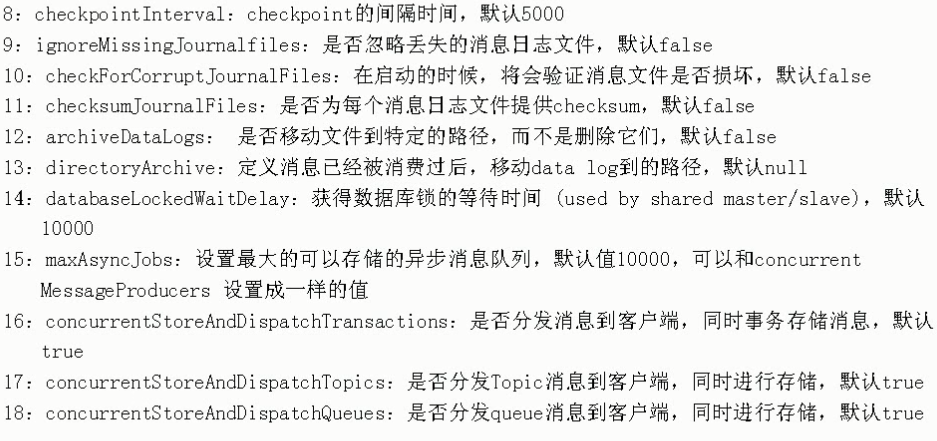 8：checkpointInterval：checkpoint的间隔时间，默认5000
9：ignoreMissingJournalfiles：是否忽略丢失的消息日志文件，默认false
10：checkForCorruptJournalFiles：在启动的时候，将会验证消息文件是否损坏，默认false
11：checksumJournalFiles：是否为每个消息日志文件提供checksum，默认false
12：archiveDataLogs： 是否移动文件到特定的路径，而不是删除它们，默认false
13：directoryArchive：定义消息已经被消费过后，移动data log到的路径，默认null
14：databaseLockedWaitDelay：获得数据库锁的等待时间 (used by shared master/slave)，默认
10000
15：maxAsyncJobs：设置最大的可以存储的异步消息队列，默认值10000，可以和concurrent
MessageProducers 设置成一样的值
16：concurrentStoreAndDispatchTransactions：是否分发消息到客户端，同时事务存储消息，默认
true
17：concurrentStoreAndDispatchTopics：是否分发Topic消息到客户端，同时进行存储，默认true
18：concurrentStoreAndDispatchQueues：是否分发queue消息到客户端，同时进行存储，默认true